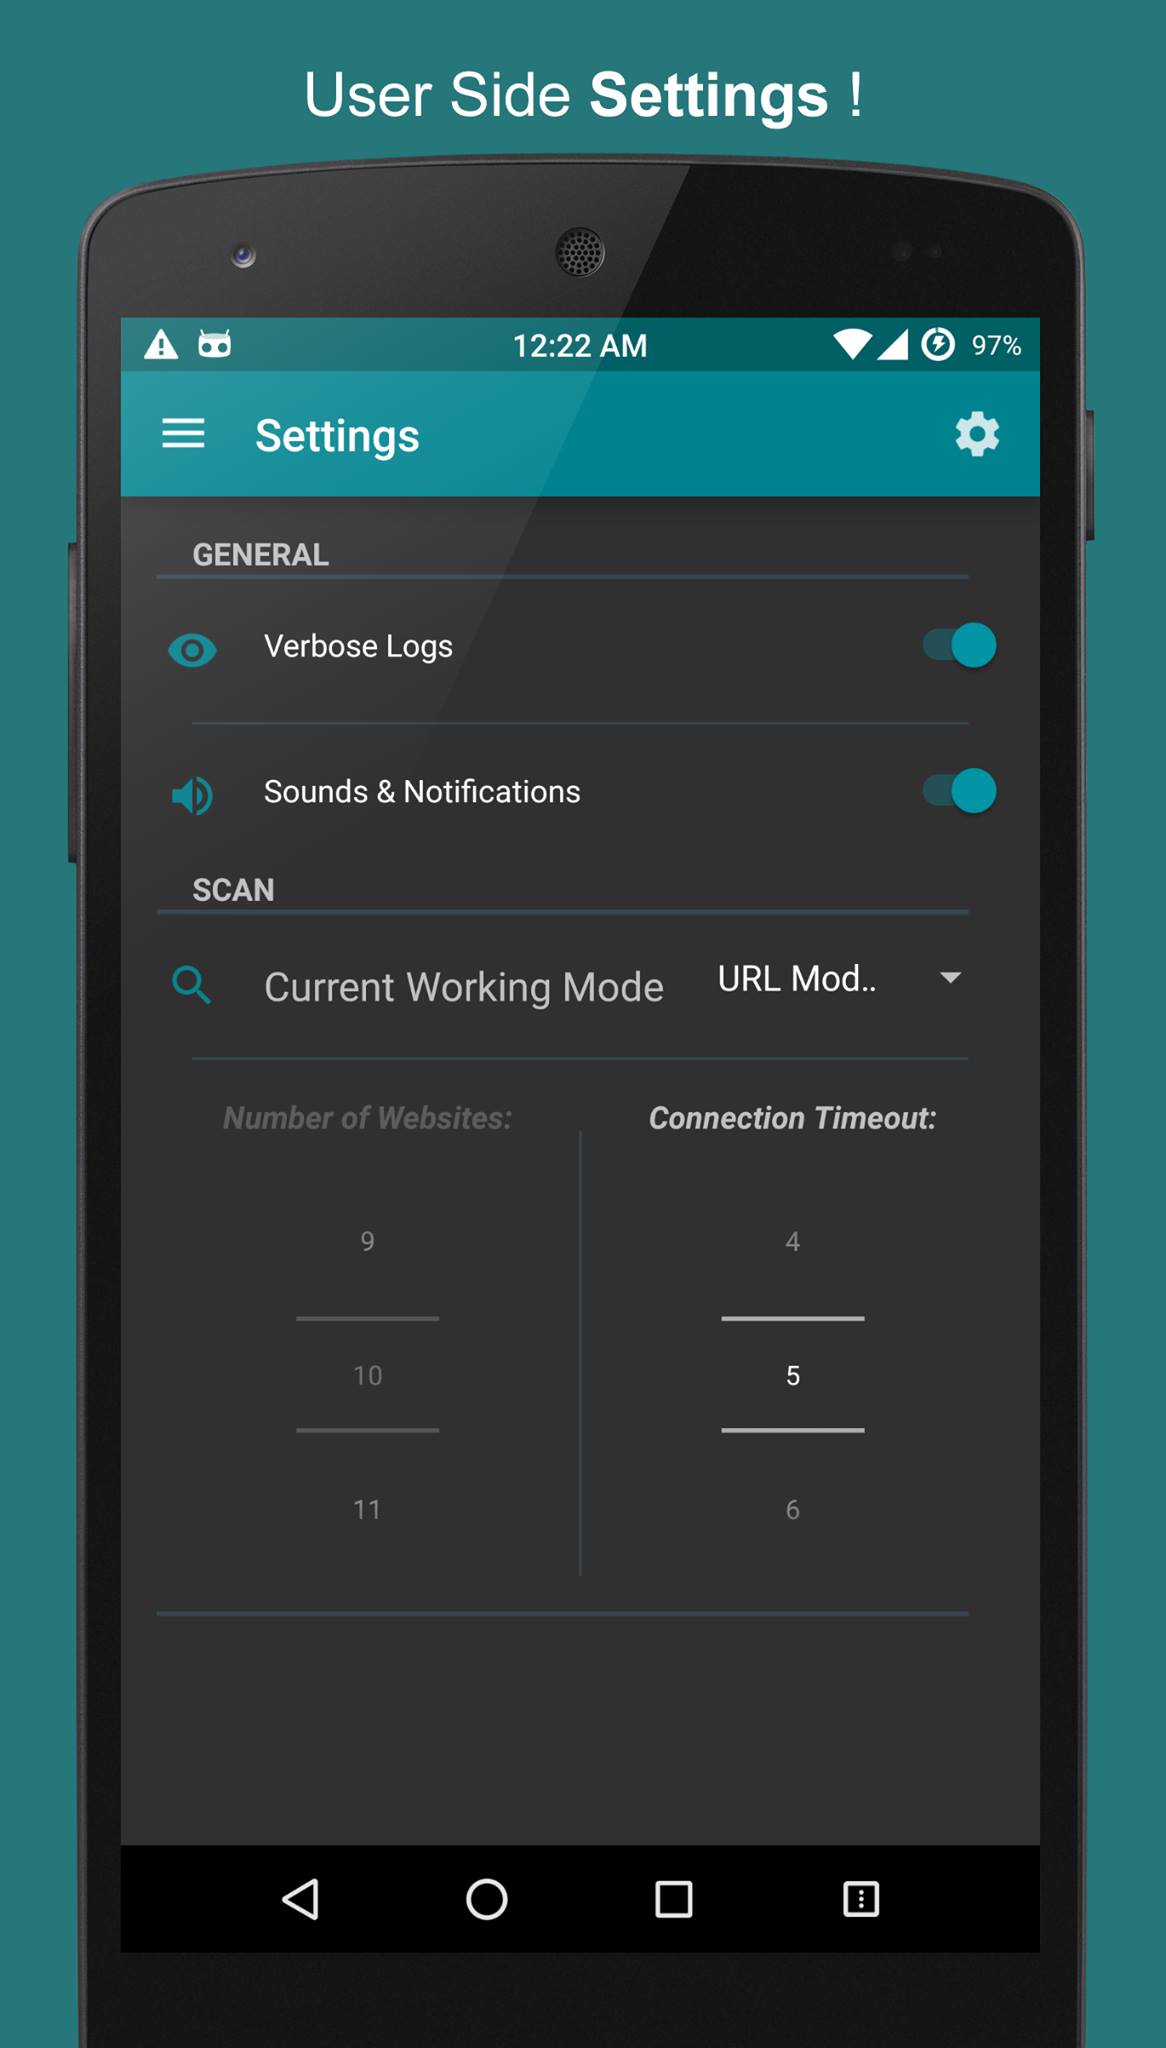 User Side Settings !
12:22 AM 97%
Settings
GENERAL
Verbose Logs
Sounds & Notifications
SCAN
Current Working Mode URL Mod..
Number of Websites: Connection Timeout:
9 4
10 5
11 6